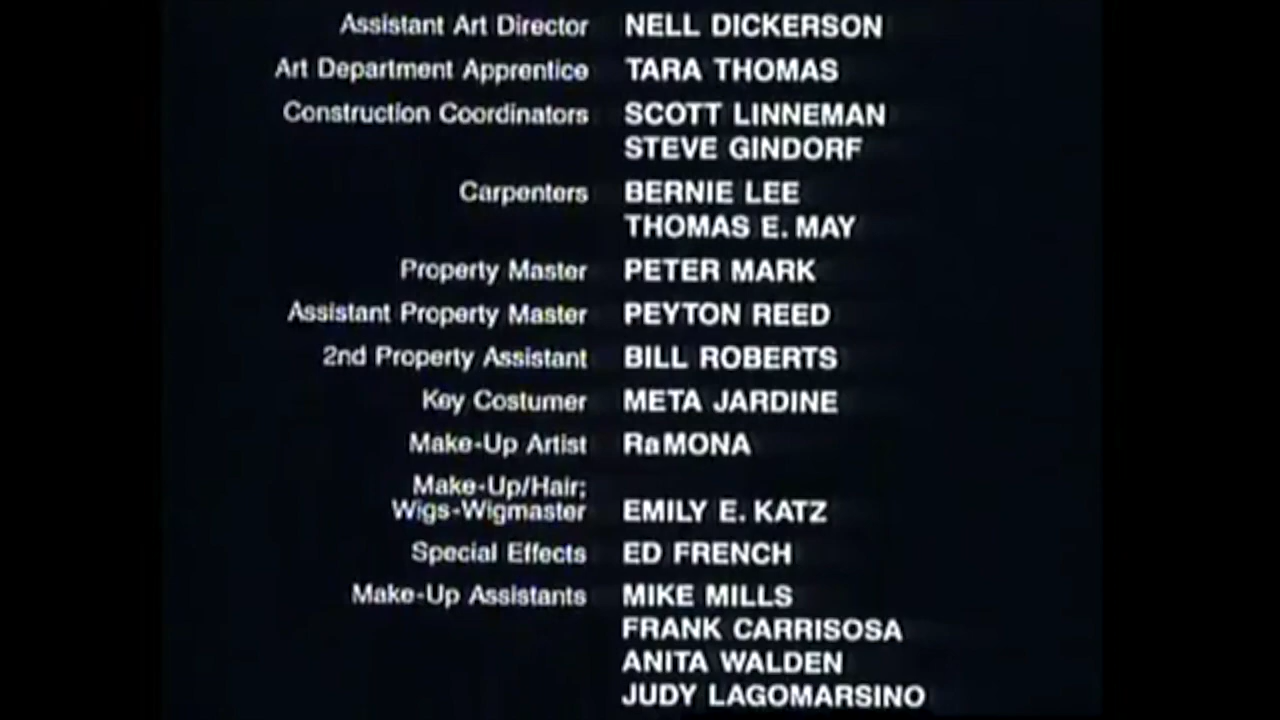 Assistant Art Director NELL DICKERSON
Art Department Apprentice TARA THOMAS
Construction Coordinators SCOTT LINNEMAN
STEVE GINDORF
Carpenters BERNIE LEE
THOMAS E. MAY
Property Master PETER MARK
Assistant Property Master PEYTON REED
2nd Property Assistant BILL ROBERTS
Key Costumer META JARDINE
Make-Up Artist RaMONA
Make-Up/Hair;
Wigs-Wigmaster EMILY E. KATZ
Special Effects ED FRENCH
Make-Up Assistants MIKE MILLS
FRANK CARRISOSA
ANITA WALDEN
JUDY LAGOMARSINO